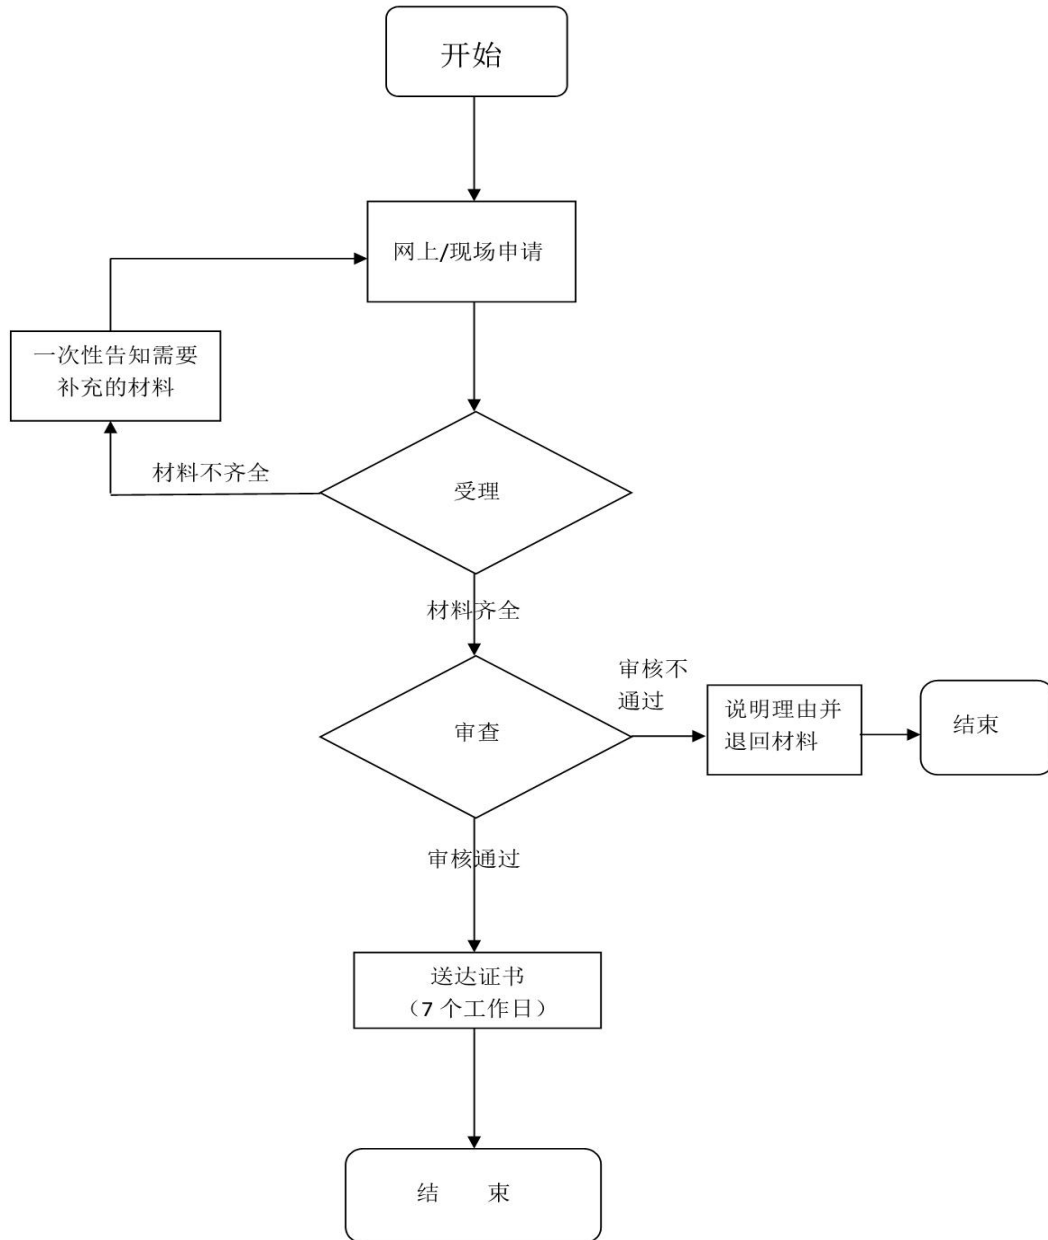 开始
网上/现场申请
一次性告知需要
补充的材料
材料不齐全
受理
材料齐全
审查
审核不
通过
说明理由并
退回材料
结束
审核通过
送达证书
（7 个工作日）
结 束